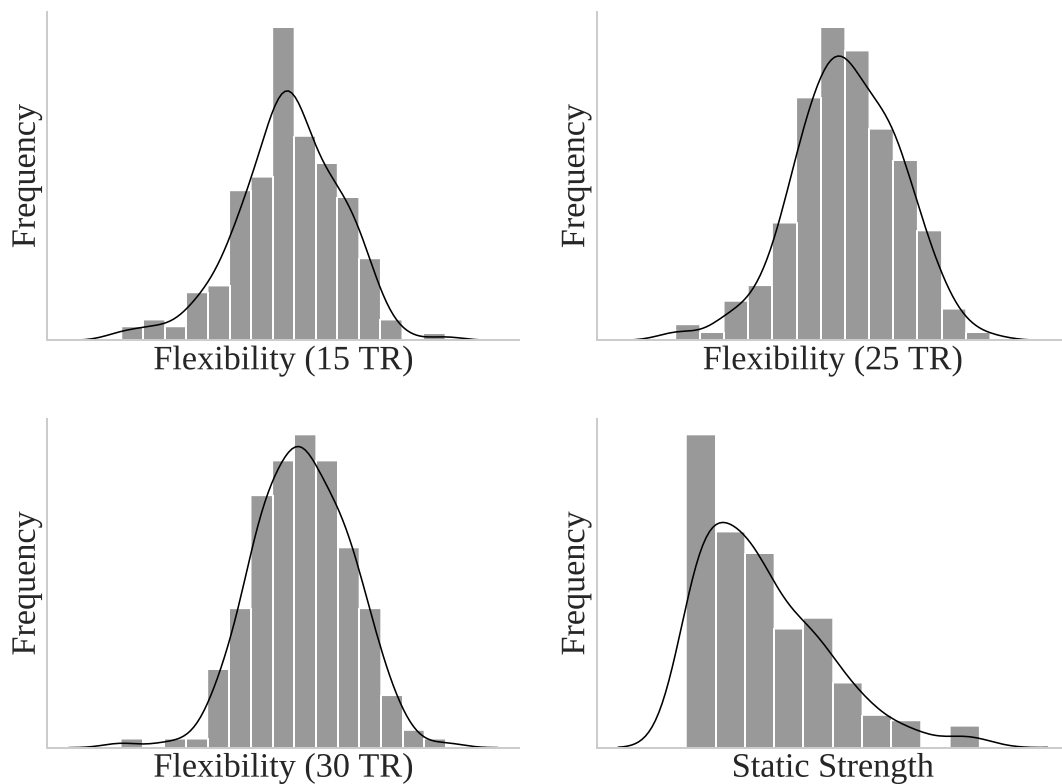 Frequency
Flexibility (15 TR)
Frequency
Flexibility (25 TR)
Frequency
Flexibility (30 TR)
Frequency
Static Strength